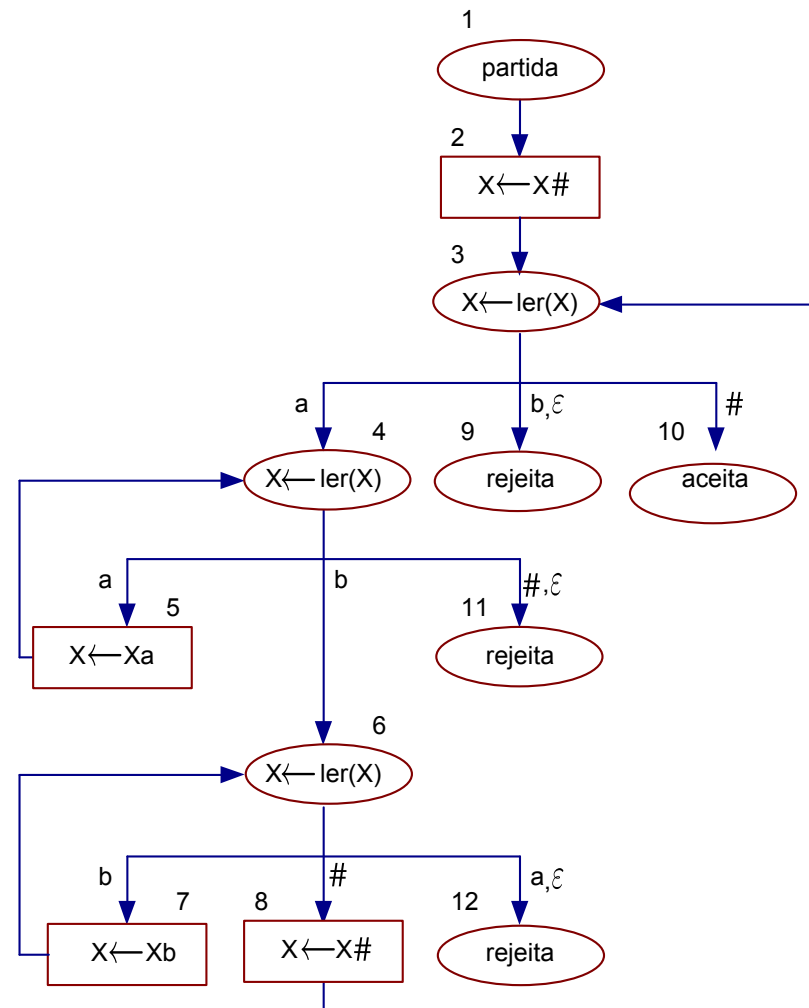 1
partida
2
X←X#
3
X←ler(X)
a
b,ε
#
4
9
10
X←ler(X)
rejeita
aceita
a
b
#,ε
5
11
X←Xa
rejeita
6
X←ler(X)
b
#
a,ε
7
8
12
X←Xb
X←X#
rejeita